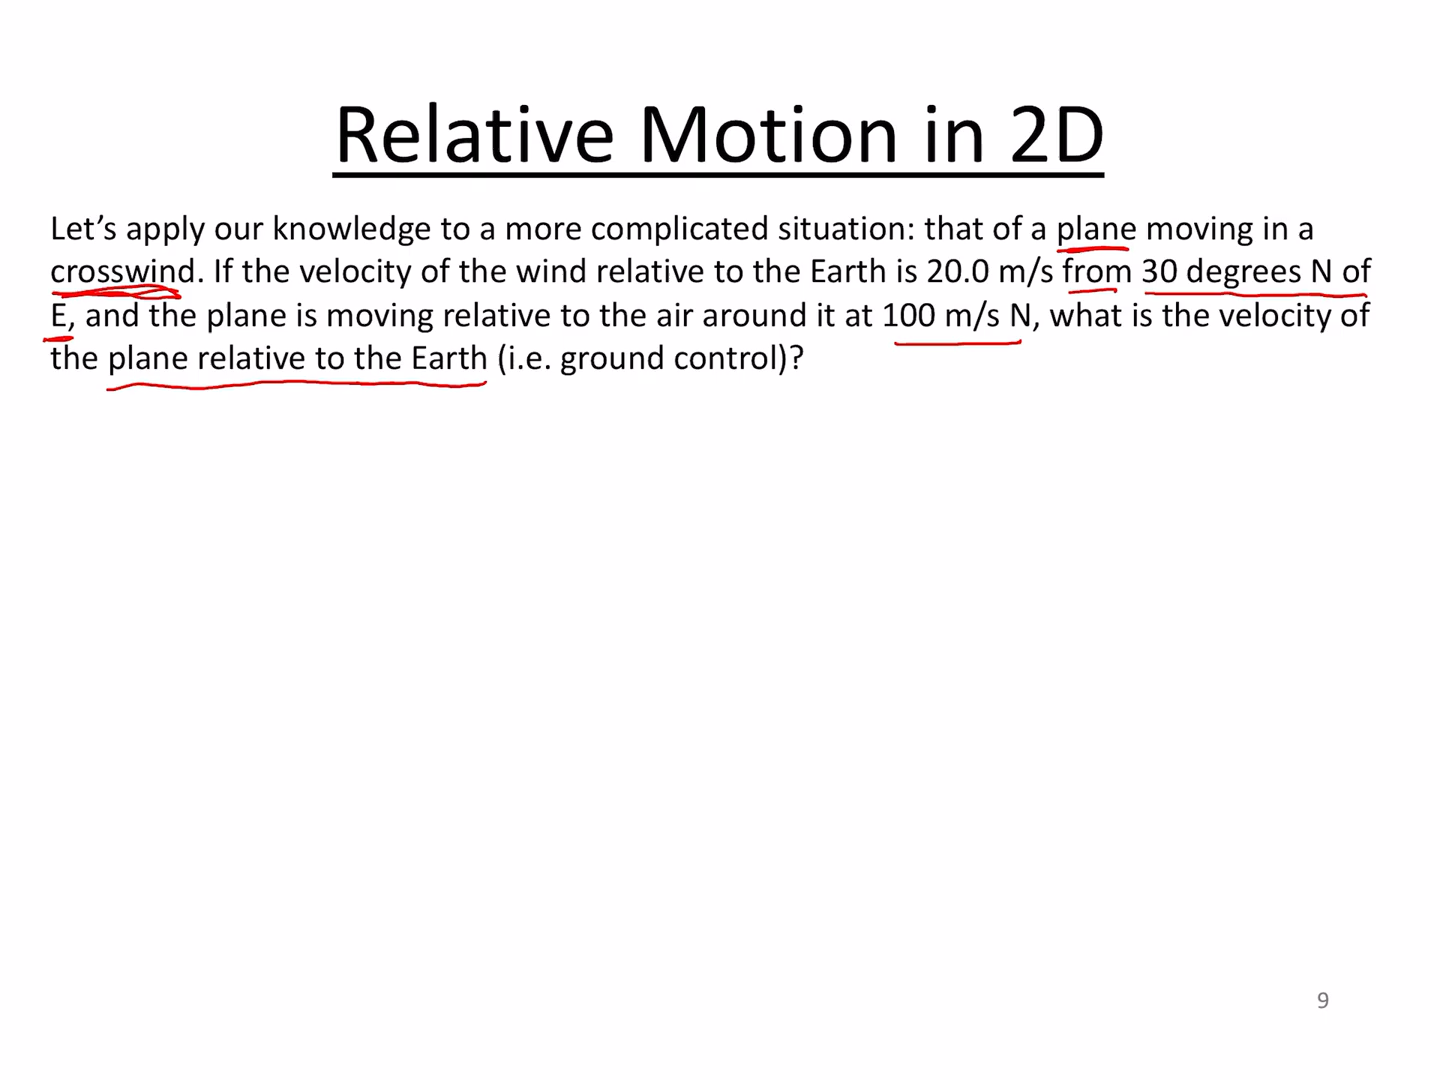 Relative Motion in 2D
Let’s apply our knowledge to a more complicated situation: that of a plane moving in a
crosswind. If the velocity of the wind relative to the Earth is 20.0 m/s from 30 degrees N of
E, and the plane is moving relative to the air around it at 100 m/s N, what is the velocity of
the plane relative to the Earth (i.e. ground control)?
9